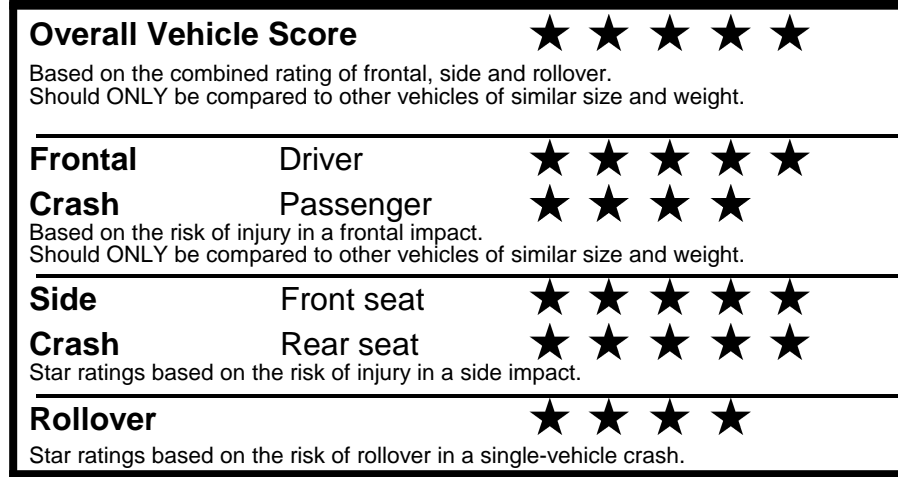 Overall Vehicle Score ★ ★ ★ ★ ★
Based on the combined rating of frontal, side and rollover.
Should ONLY be compared to other vehicles of similar size and weight.
Frontal Driver ★ ★ ★ ★ ★
Crash Passenger ★ ★ ★ ★
Based on the risk of injury in a frontal impact.
Should ONLY be compared to other vehicles of similar size and weight.
Side Front seat ★ ★ ★ ★ ★
Crash Rear seat ★ ★ ★ ★ ★
Star ratings based on the risk of injury in a side impact.
Rollover ★ ★ ★ ★
Star ratings based on the risk of rollover in a single-vehicle crash.